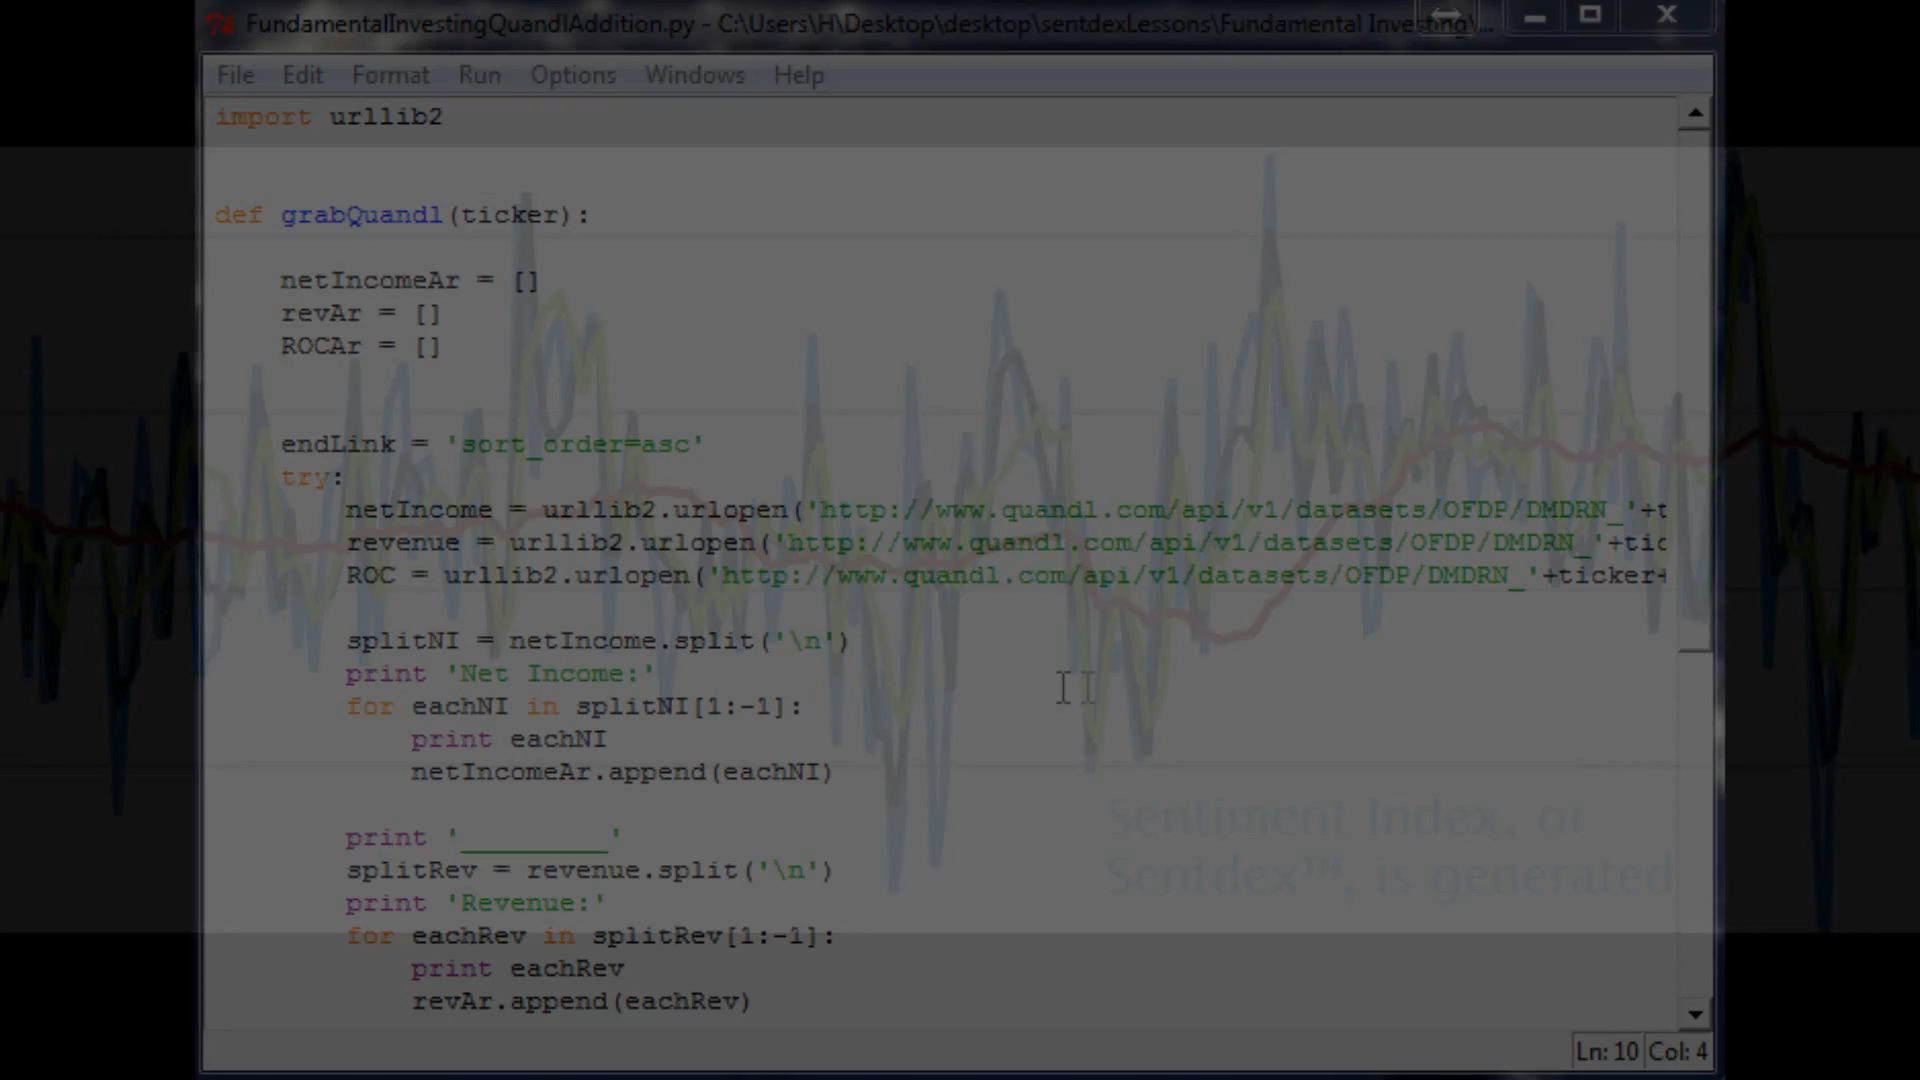 FundamentalInvestingQuandlAddition.py - C:\Users\H\Desktop\desktop\sentdexLessons\Fundamental Investing\...
File Edit Format Run Options Windows Help
import urllib2
def grabQuandl(ticker):
netIncomeAr = []
revAr = []
ROCAr = []
endLink = 'sort_order=asc'
try:
netIncome = urllib2.urlopen('http://www.quandl.com/api/v1/datasets/OFDP/DMDRN_'+t
revenue = urllib2.urlopen('http://www.quandl.com/api/v1/datasets/OFDP/DMDRN_'+tic
ROC = urllib2.urlopen('http://www.quandl.com/api/v1/datasets/OFDP/DMDRN_'+ticker+
splitNI = netIncome.split('\n')
print 'Net Income:'
for eachNI in splitNI[1:-1]:
print eachNI
netIncomeAr.append(eachNI)
print '_________'
splitRev = revenue.split('\n')
print 'Revenue:'
for eachRev in splitRev[1:-1]:
print eachRev
revAr.append(eachRev)
Sentiment Index, or
Sentdex™, is generated
Ln: 10 Col: 4